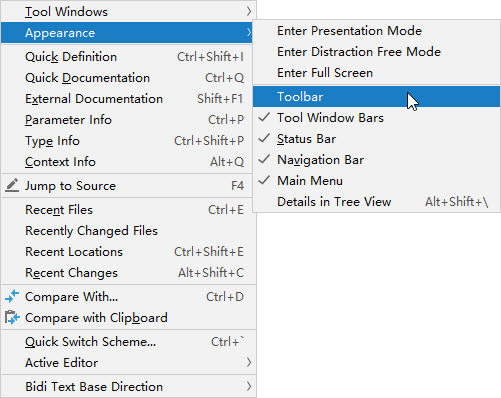 Tool Windows
Appearance
Quick Definition Ctrl+Shift+I
Quick Documentation Ctrl+Q
External Documentation Shift+F1
Parameter Info Ctrl+P
Type Info Ctrl+Shift+P
Context Info Alt+Q
Jump to Source F4
Recent Files Ctrl+E
Recently Changed Files
Recent Locations Ctrl+Shift+E
Recent Changes Alt+Shift+C
Compare With... Ctrl+D
Compare with Clipboard
Quick Switch Scheme... Ctrl+`
Active Editor
Bidi Text Base Direction
Enter Presentation Mode
Enter Distraction Free Mode
Enter Full Screen
Toolbar
Tool Window Bars
Status Bar
Navigation Bar
Main Menu
Details in Tree View Alt+Shift+\